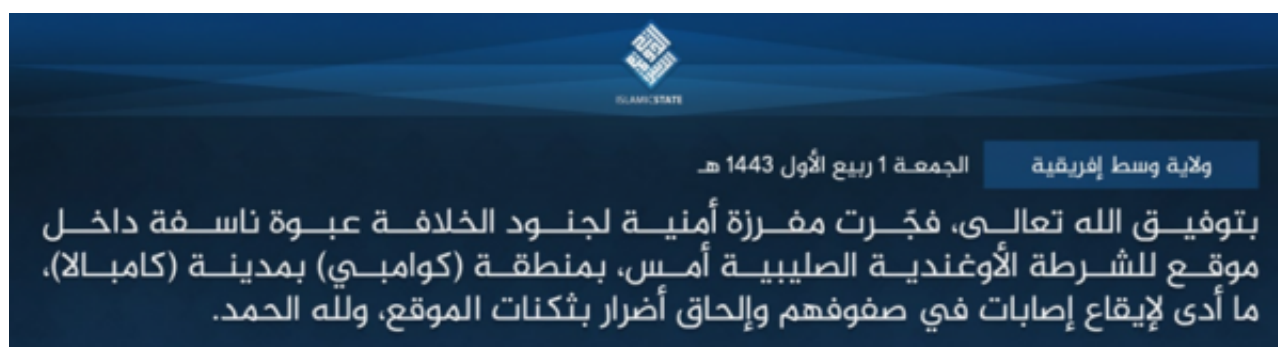 ISLAMICSTATE
ولاية وسط إفريقية الجمعة 1 ربيع الأول 1443 هـ
بتوفيق الله تعالى، فجّرت مفرزة أمنية لجنود الخلافة عبوة ناسفة داخل
موقع للشرطة الأوغندية الصليبية أمس، بمنطقة (كوامبي) بمدينة (كامبالا)،
ما أدى لإيقاع إصابات في صفوفهم وإلحاق أضرار بثكنات الموقع، ولله الحمد.